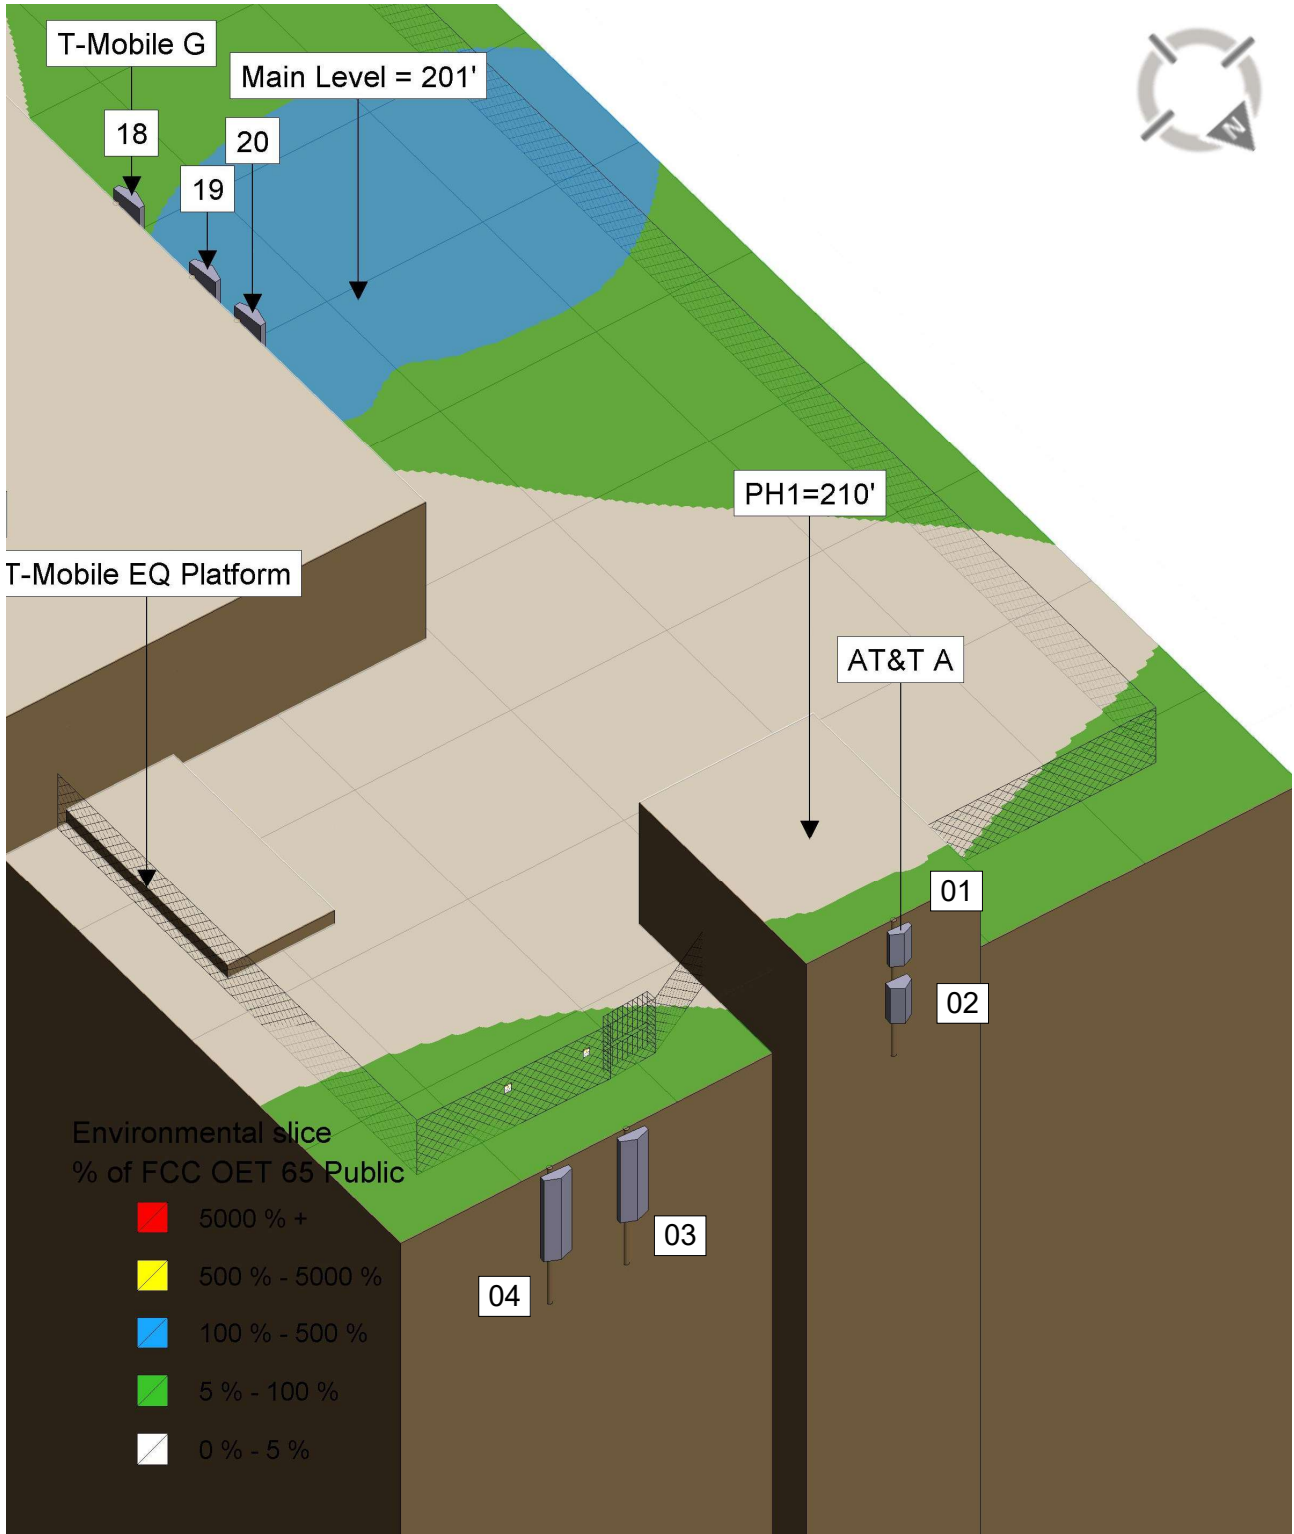 T-Mobile G
Main Level = 201'
18
20
19
N
PH1=210'
T-Mobile EQ Platform
AT&T A
01
02
03
04
Environmental slice
% of FCC OET 65 Public
5000 % +
500 % - 5000 %
100 % - 500 %
5 % - 100 %
0 % - 5 %